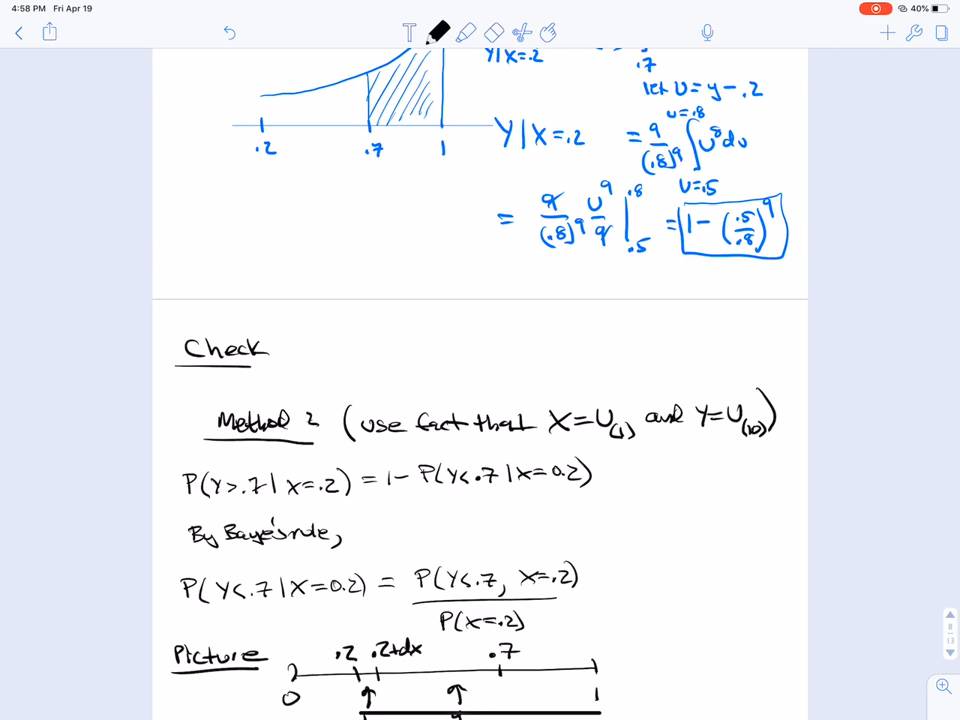 4:58 PM Fri Apr 19
40%
T
Y|X=.2
.7
let U = y - .2
.2 .7 1
Y | X = .2
= 9/(.8)^9 ∫ u=.5 u=.8 u^8 du
= 9/(.8)^9 u^9/9 | .5 .8 = 1 - (.5/.8)^9
Check
Method 2 (use fact that X = U(1) and Y = U(10))
P(Y > .7 | X = .2) = 1 - P(Y < .7 | X = 0.2)
By Baye's rule,
P(Y < .7 | X = 0.2) = P(Y < .7, X = .2) / P(X = .2)
Picture
.2 .2+dx .7
0 1
8
13